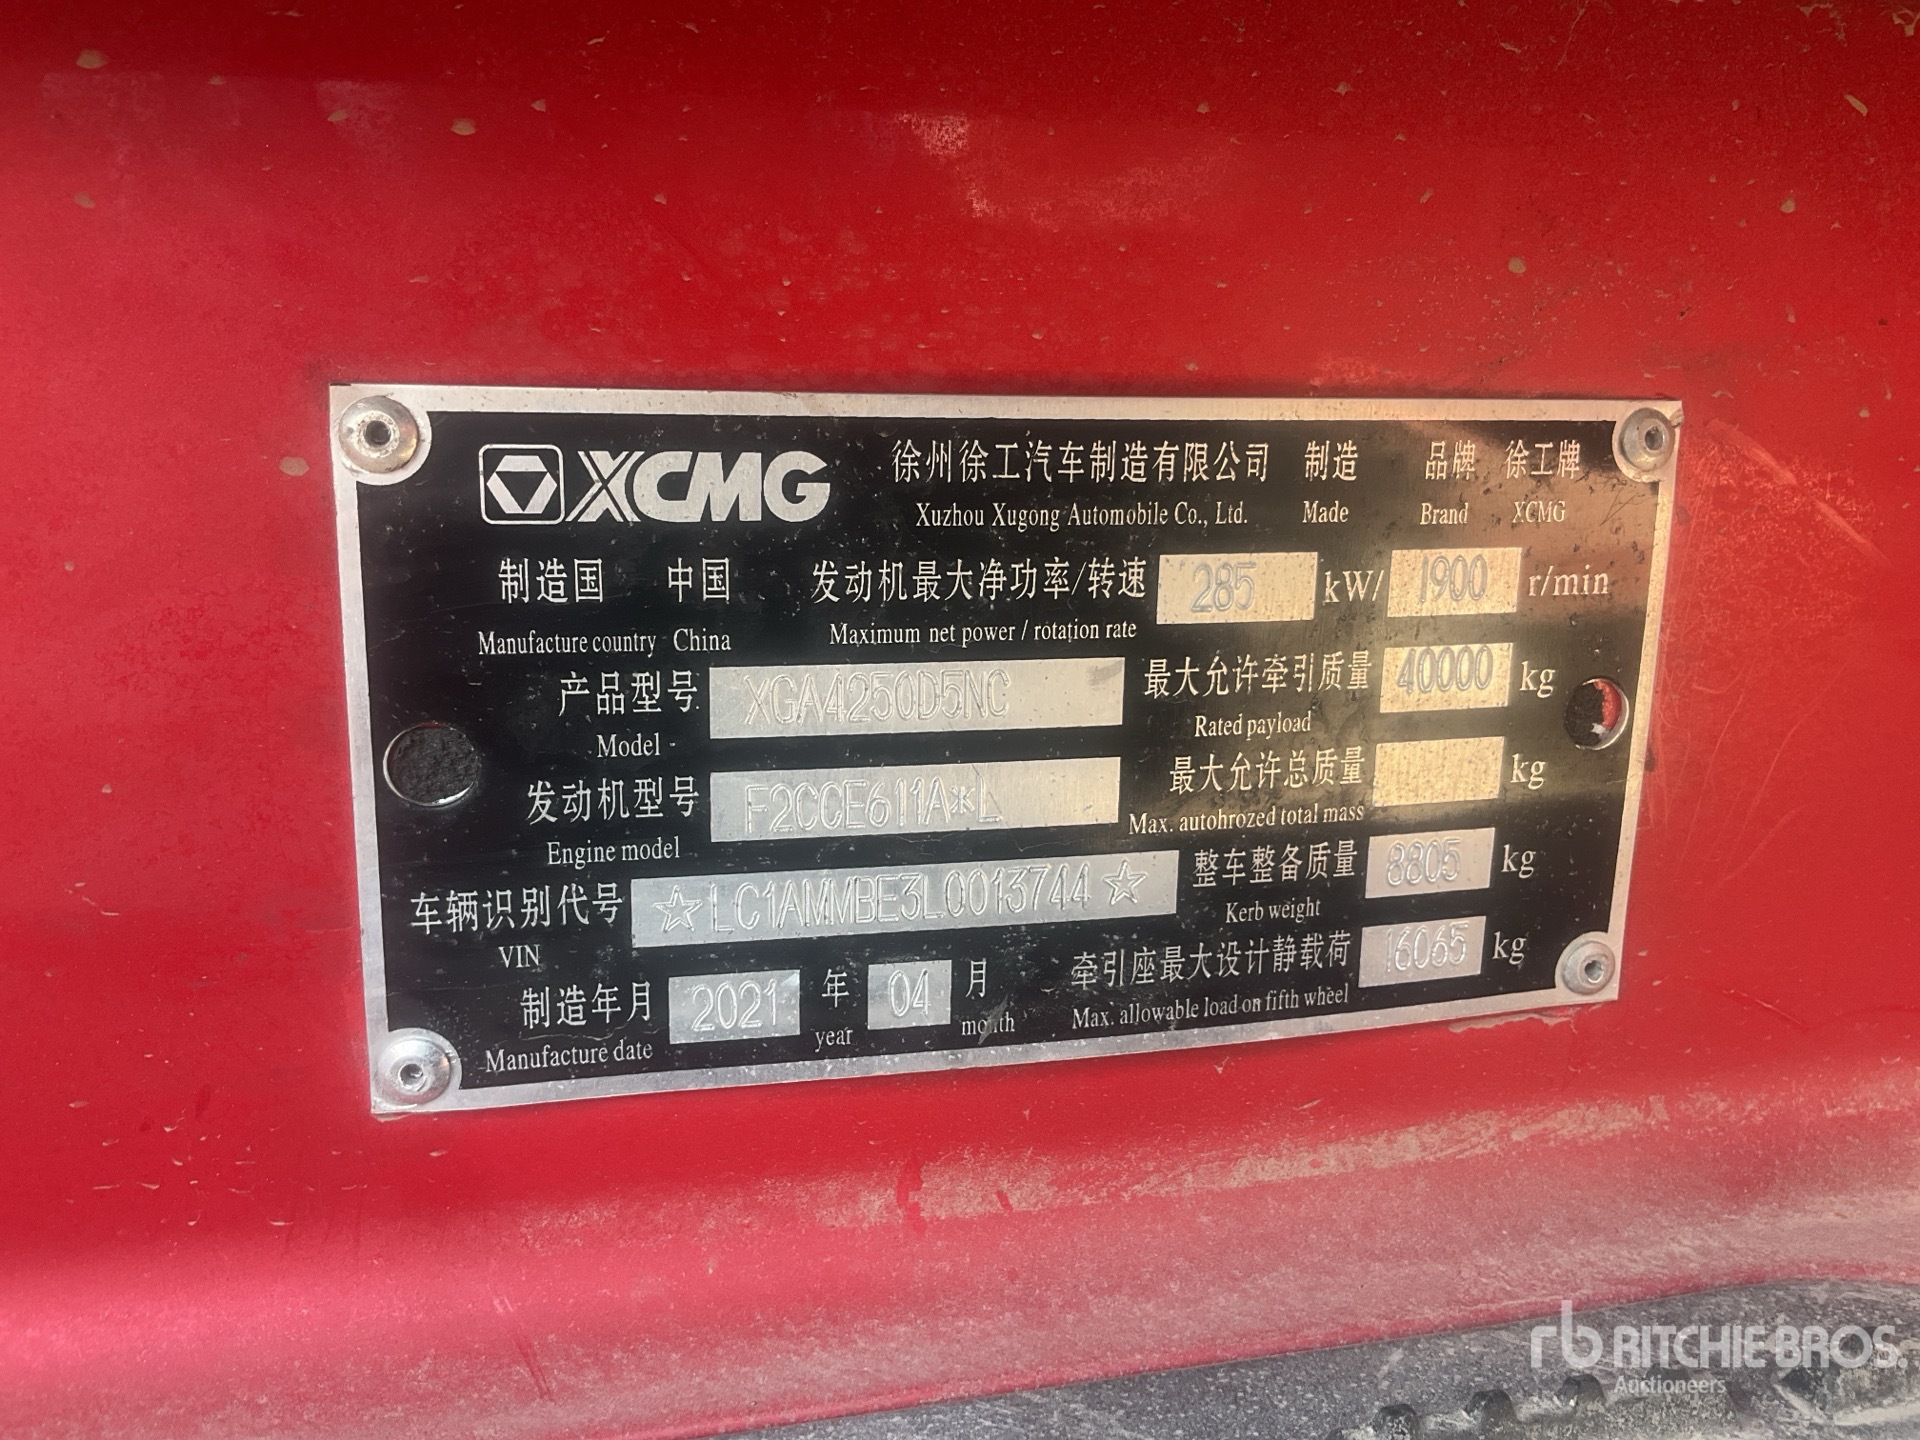 XCMG 徐州徐工汽车制造有限公司 制造 品牌 徐工牌
Xuzhou Xugong Automobile Co., Ltd. Made Brand XCMG
制造国 中国 发动机最大净功率/转速 285 kW/ 1900 r/min
Manufacture country China Maximum net power / rotation rate
产品型号 XGA4250D5NC 最大允许牵引质量 40000 kg
Model Rated payload
发动机型号 F2CCE611A*L 最大允许总质量 kg
Engine model Max. autohrozed total mass
车辆识别代号 ☆LC1AMMBE3L0013744☆ 整车整备质量 8805 kg
VIN Kerb weight
制造年月 2021 年 04 月 牵引座最大设计静载荷 16065 kg
Manufacture date year month Max. allowable load on fifth wheel
rb RITCHIE BROS.
Auctioneers